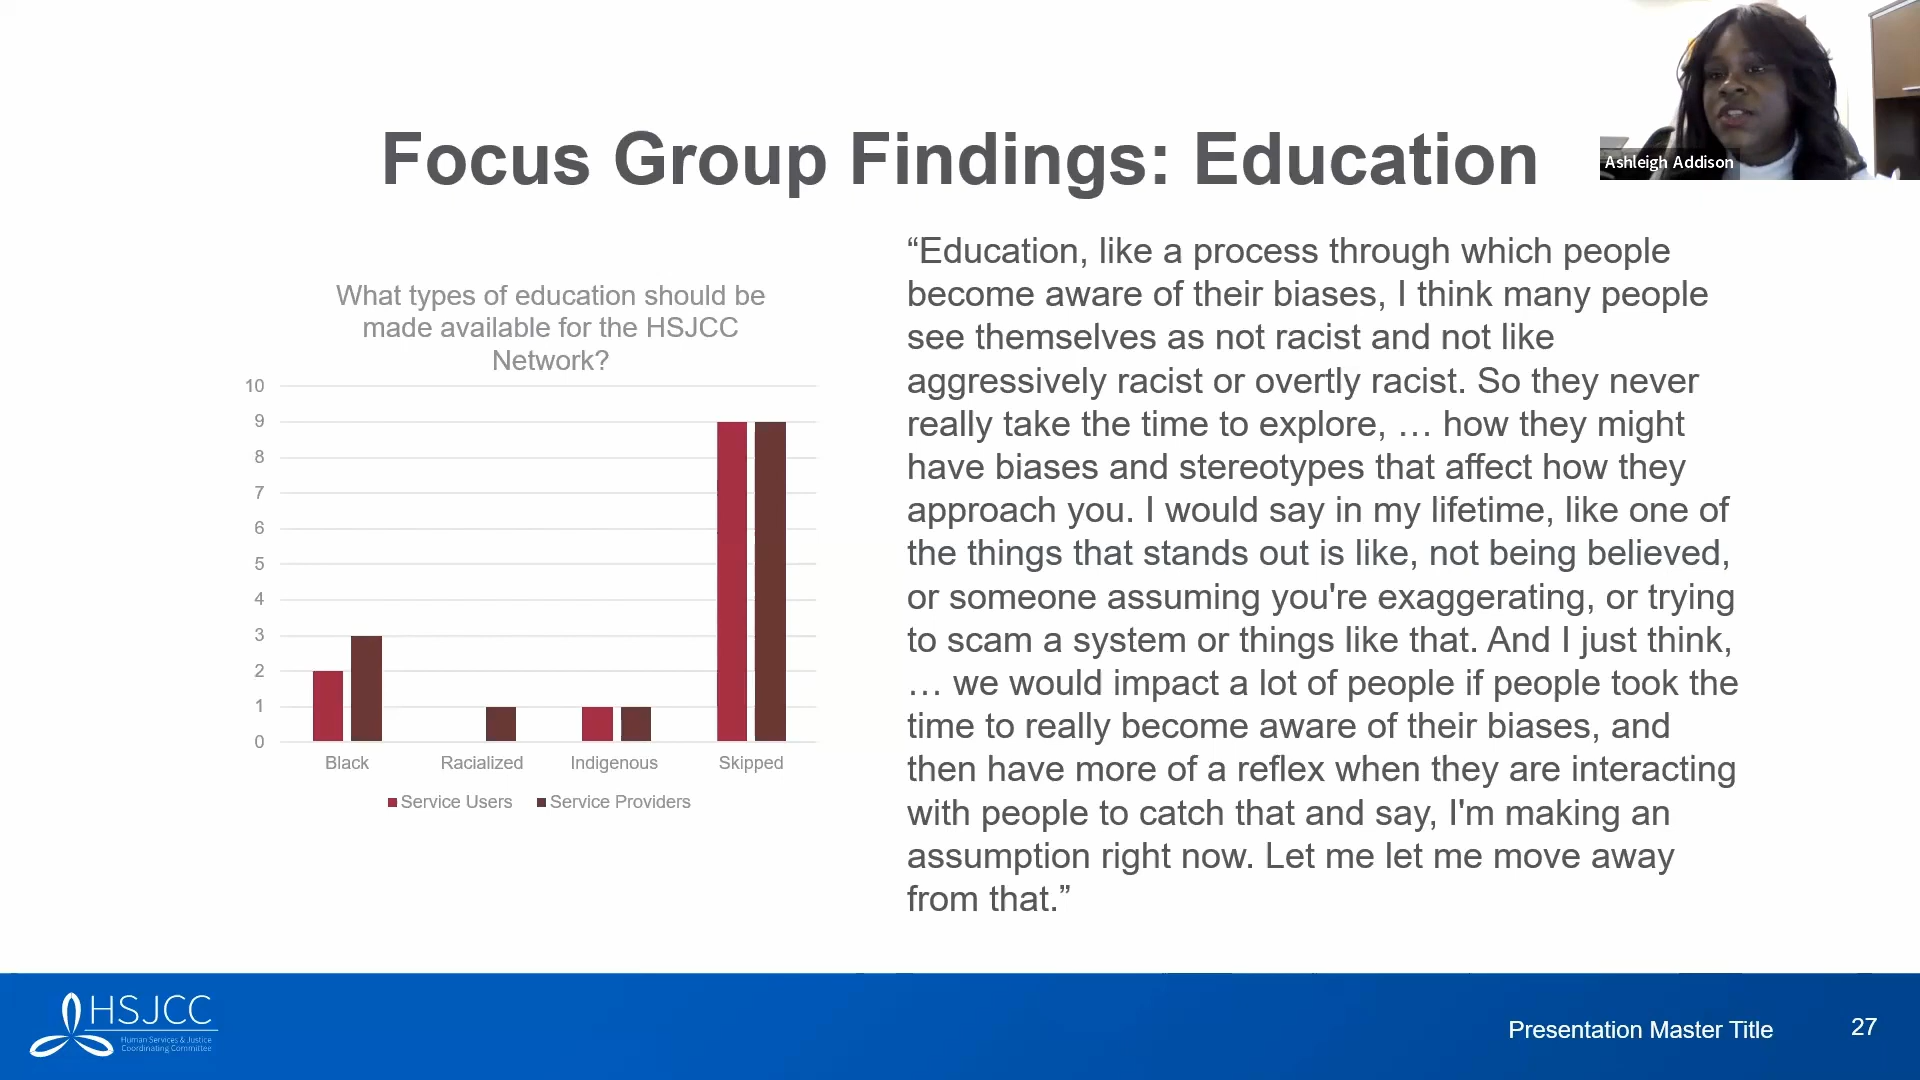 Ashleigh Addison
Focus Group Findings: Education
What types of education should be
made available for the HSJCC
Network?
10
9
8
7
6
5
4
3
2
1
0
Black
Racialized
Indigenous
Skipped
Service Users
Service Providers
“Education, like a process through which people
become aware of their biases, I think many people
see themselves as not racist and not like
aggressively racist or overtly racist. So they never
really take the time to explore, … how they might
have biases and stereotypes that affect how they
approach you. I would say in my lifetime, like one of
the things that stands out is like, not being believed,
or someone assuming you're exaggerating, or trying
to scam a system or things like that. And I just think,
… we would impact a lot of people if people took the
time to really become aware of their biases, and
then have more of a reflex when they are interacting
with people to catch that and say, I'm making an
assumption right now. Let me let me move away
from that.”
HSJCC
Human Services & Justice
Coordinating Committee
Presentation Master Title
27